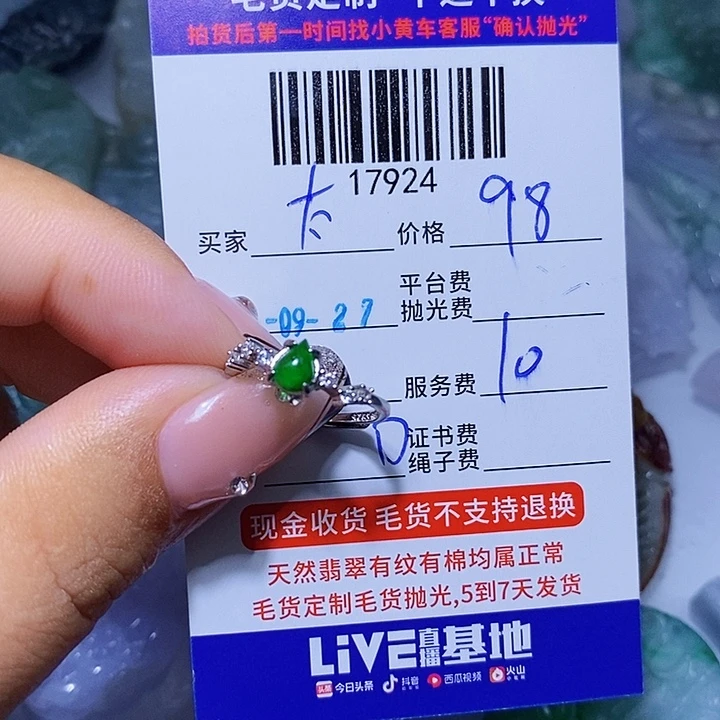 拍货后第一时间找小黄车客服“确认抛光”
17924
买家
价格 98
平台费
抛光费
-09-27
服务费 10
S925
证书费
绳子费
现金收货 毛货不支持退换
天然翡翠有纹有棉均属正常
毛货定制毛货抛光,5到7天发货
LiVE直播基地
头条 今日头条 抖音 西瓜视频 火山